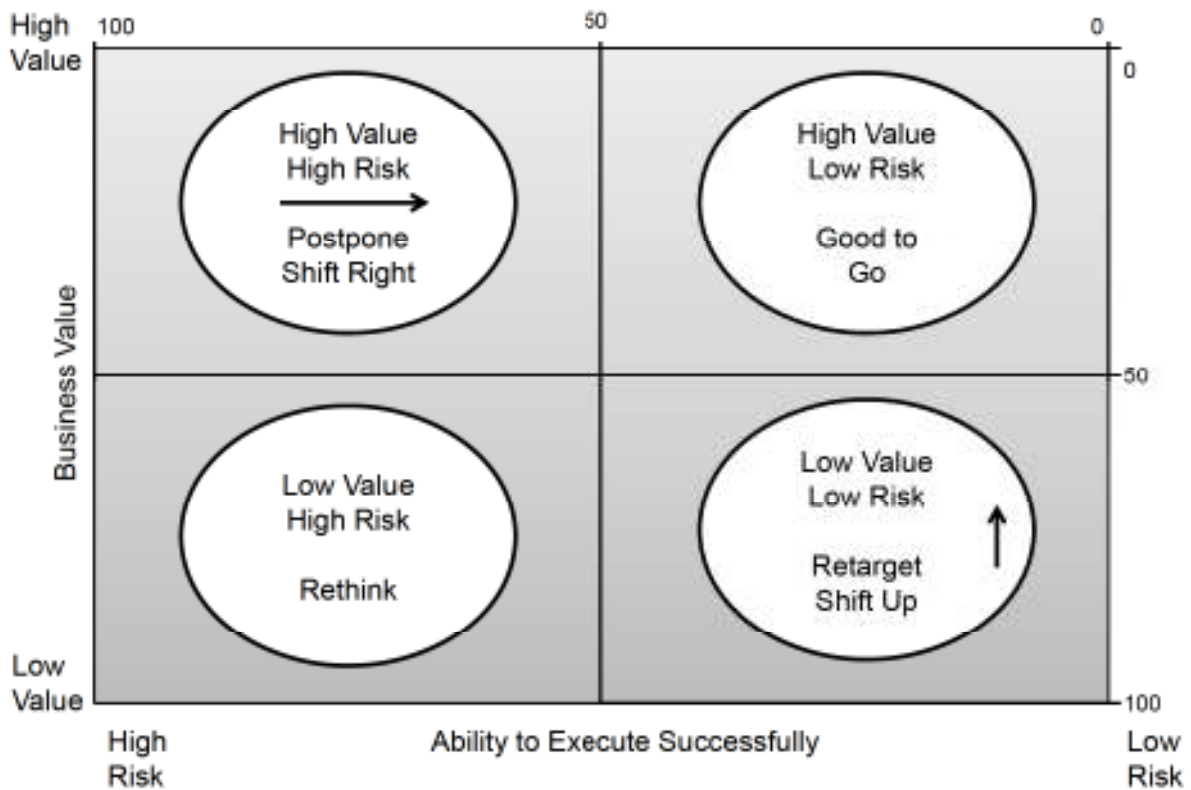 High
Value
100
50
0
0
High Value
High Risk
Postpone
Shift Right
High Value
Low Risk
Good to
Go
Business Value
50
Low Value
High Risk
Rethink
Low Value
Low Risk
Retarget
Shift Up
Low
Value
100
High
Risk
Ability to Execute Successfully
Low
Risk